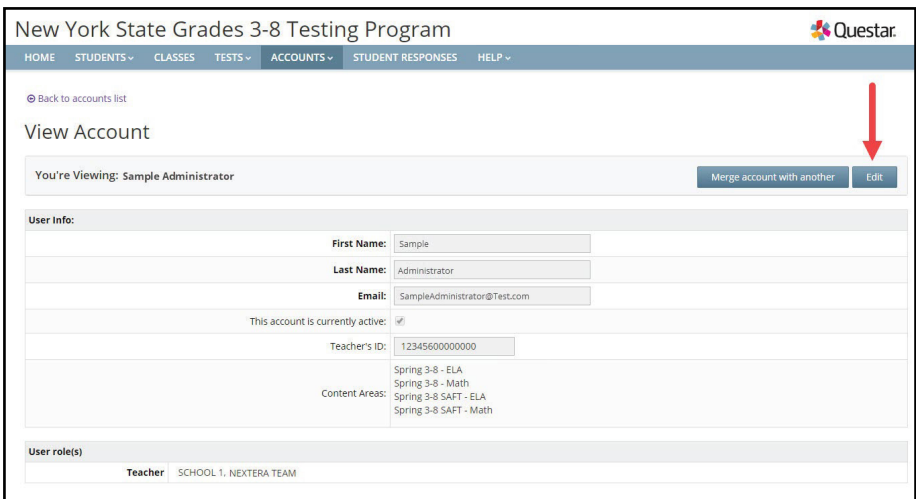 New York State Grades 3-8 Testing Program
Questar.
HOME STUDENTS CLASSES TESTS ACCOUNTS STUDENT RESPONSES HELP
Back to accounts list
View Account
You're Viewing: Sample Administrator
Merge account with another Edit
User Info:
First Name: Sample
Last Name: Administrator
Email: SampleAdministrator@Test.com
This account is currently active:
Teacher's ID: 12345600000000
Content Areas:
Spring 3-8 - ELA
Spring 3-8 - Math
Spring 3-8 SAFT - ELA
Spring 3-8 SAFT - Math
User role(s)
Teacher SCHOOL 1, NEXTERA TEAM